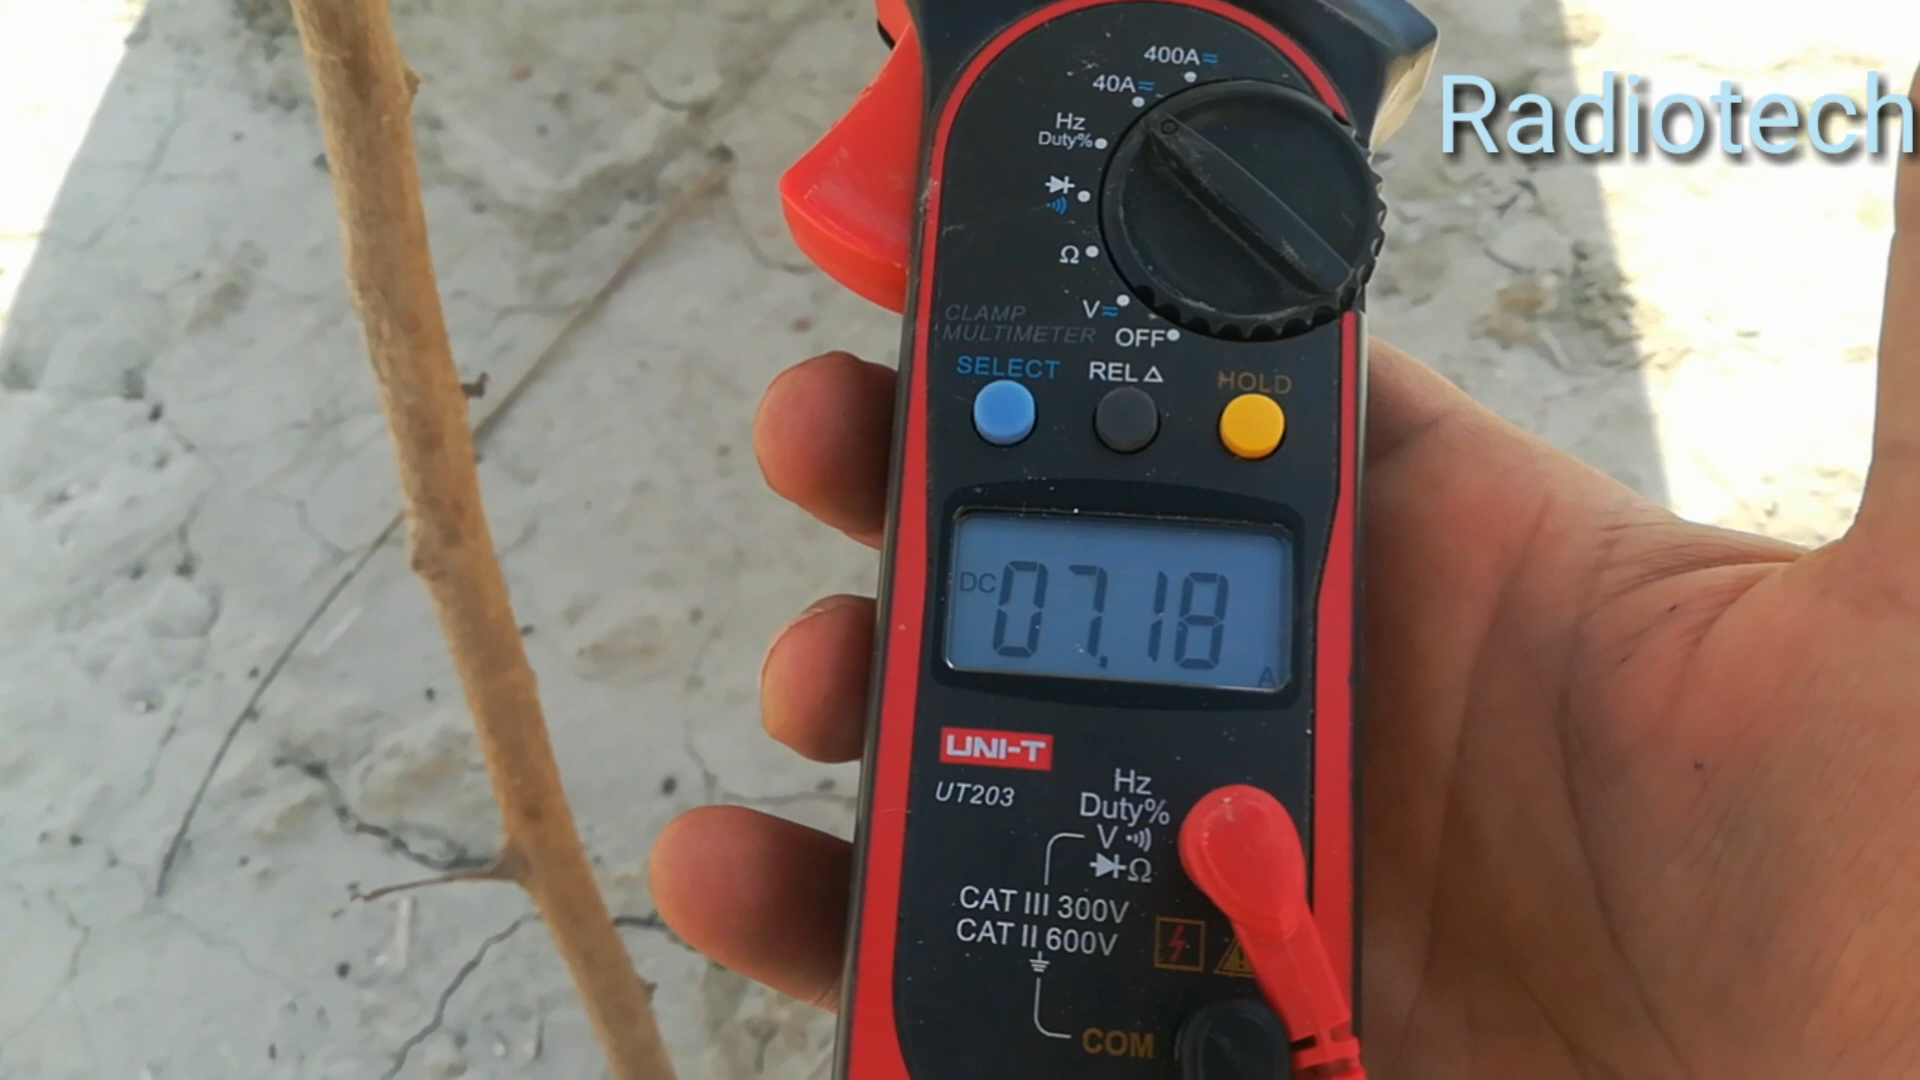 Radiotech
400A≂
40A≂
Hz
Duty%
Ω
V≂
OFF
CLAMP
MULTIMETER
SELECT
REL △
HOLD
DC 07.18 A
UNI-T
UT203
Hz
Duty%
V
Ω
CAT III 300V
CAT II 600V
COM